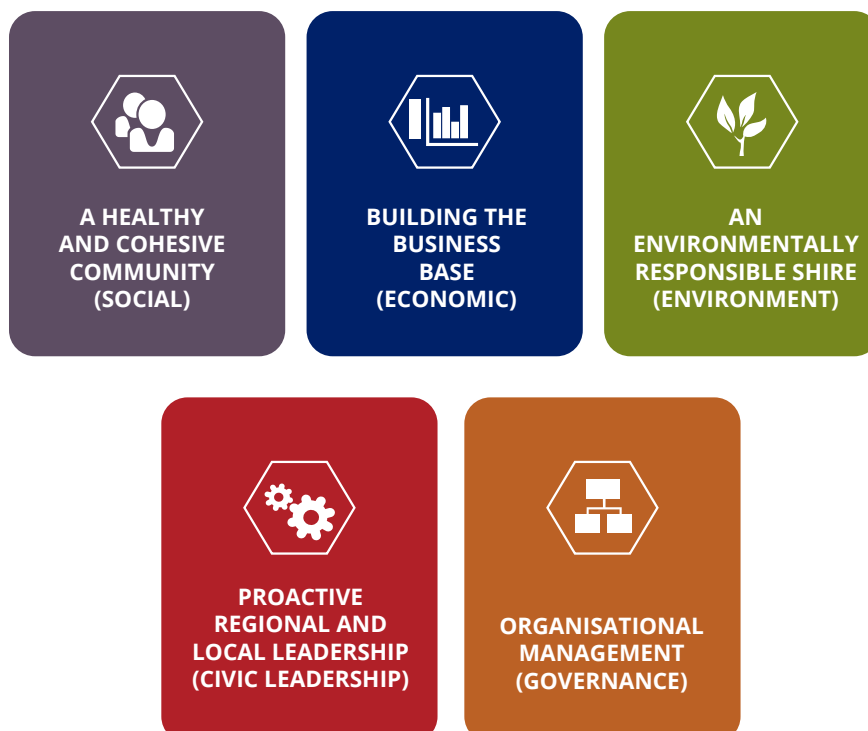 A HEALTHY
AND COHESIVE
COMMUNITY
(SOCIAL)
BUILDING THE
BUSINESS
BASE
(ECONOMIC)
AN
ENVIRONMENTALLY
RESPONSIBLE SHIRE
(ENVIRONMENT)
PROACTIVE
REGIONAL AND
LOCAL LEADERSHIP
(CIVIC LEADERSHIP)
ORGANISATIONAL
MANAGEMENT
(GOVERNANCE)